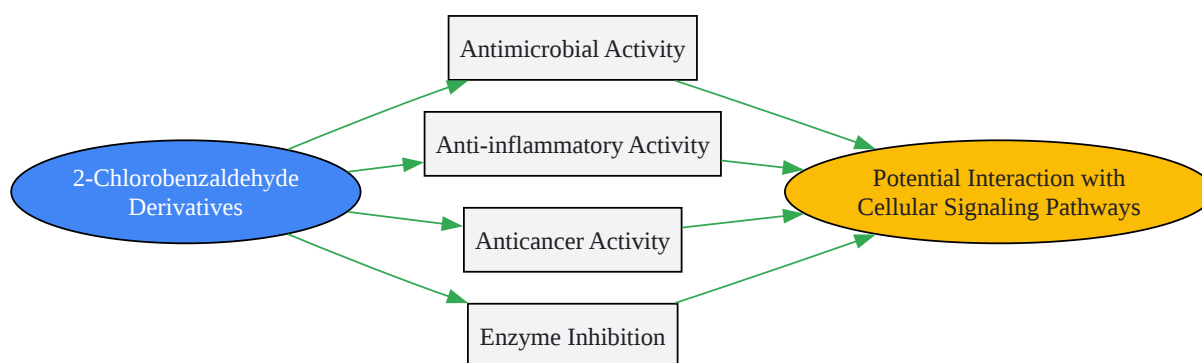 2-Chlorobenzaldehyde
Derivatives
Antimicrobial Activity
Anti-inflammatory Activity
Anticancer Activity
Enzyme Inhibition
Potential Interaction with
Cellular Signaling Pathways